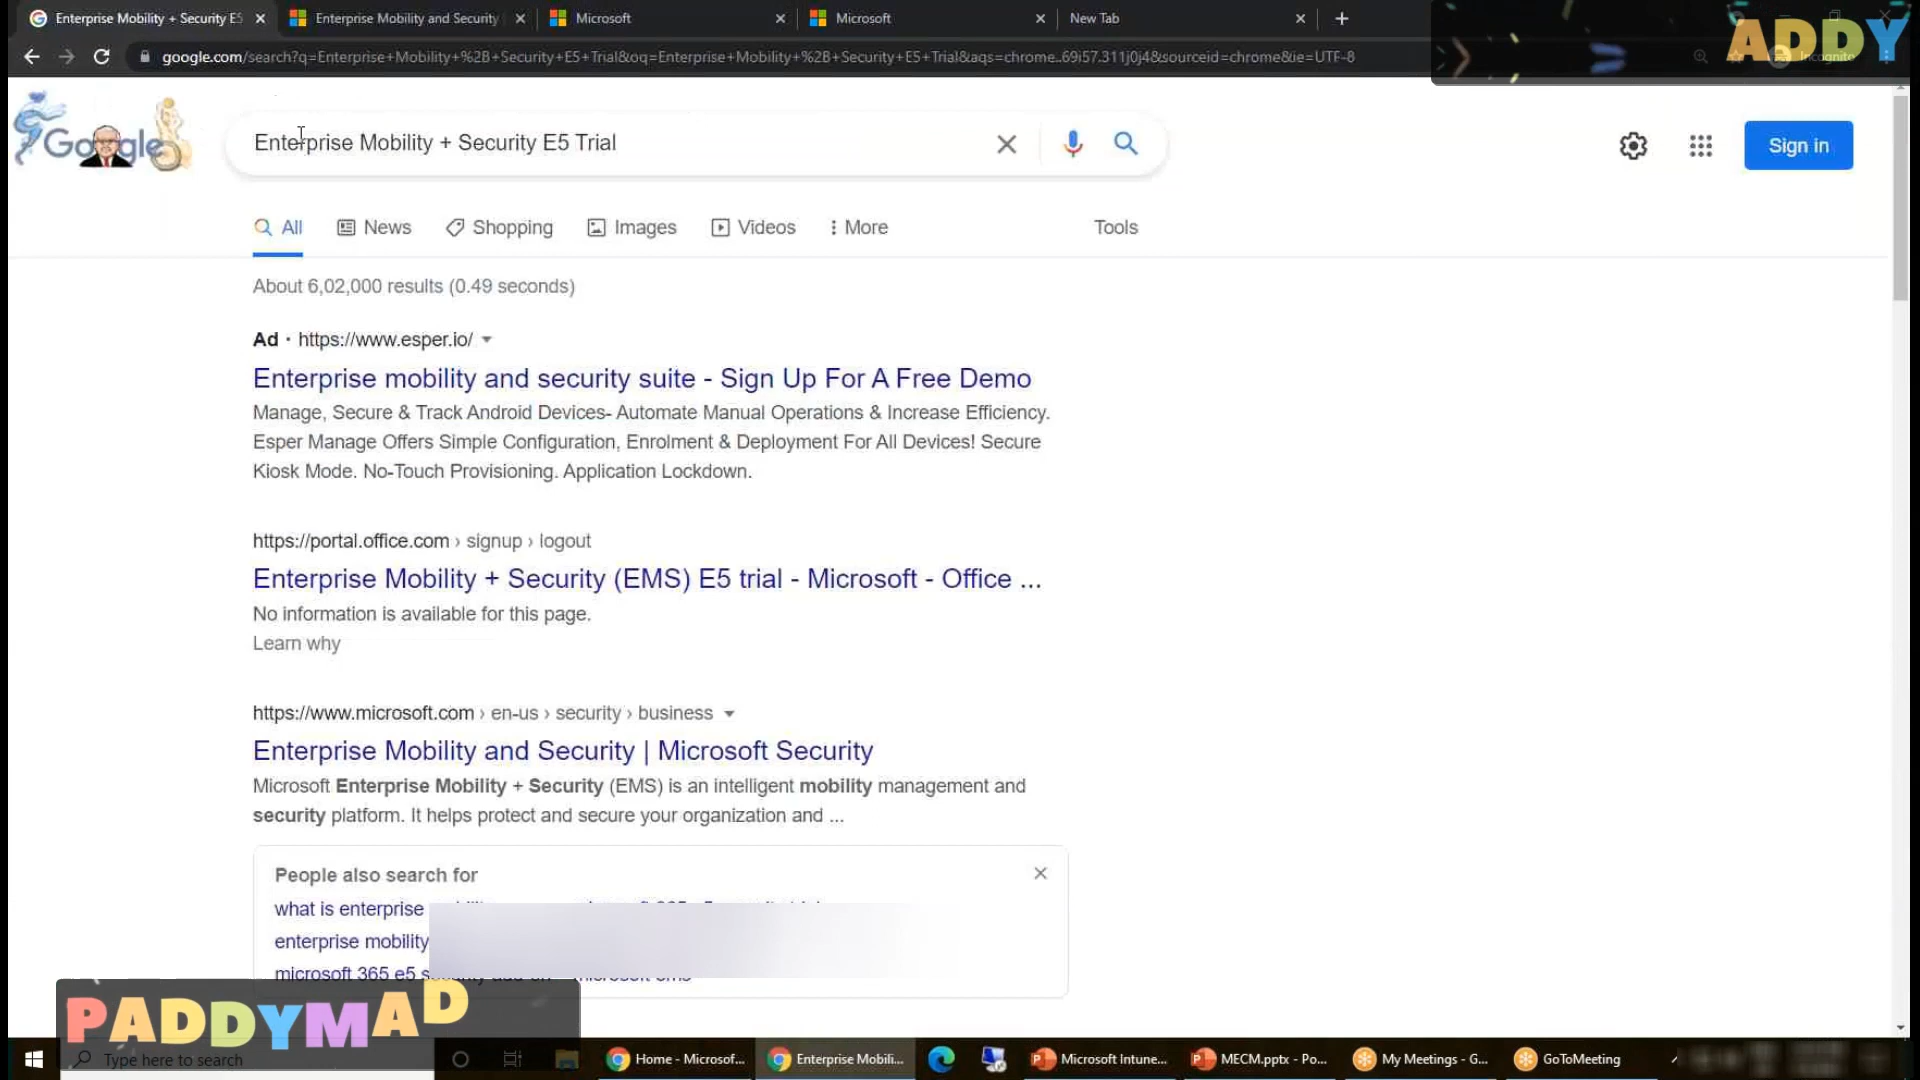 Enterprise Mobility + Security E5
Enterprise Mobility and Security
Microsoft
Microsoft
New Tab
google.com/search?q=Enterprise+Mobility+%2B+Security+E5+Trial&oq=Enterprise+Mobility+%2B+Security+E5+Trial&aqs=chrome..69i57.311j0j4&sourceid=chrome&ie=UTF-8
Incognito
ADDY
Google
Enterprise Mobility + Security E5 Trial
Sign in
All
News
Shopping
Images
Videos
More
Tools
About 6,02,000 results (0.49 seconds)
Ad · https://www.esper.io/
Enterprise mobility and security suite - Sign Up For A Free Demo
Manage, Secure & Track Android Devices- Automate Manual Operations & Increase Efficiency.
Esper Manage Offers Simple Configuration, Enrolment & Deployment For All Devices! Secure
Kiosk Mode. No-Touch Provisioning. Application Lockdown.
https://portal.office.com › signup › logout
Enterprise Mobility + Security (EMS) E5 trial - Microsoft - Office ...
No information is available for this page.
Learn why
https://www.microsoft.com › en-us › security › business
Enterprise Mobility and Security | Microsoft Security
Microsoft Enterprise Mobility + Security (EMS) is an intelligent mobility management and
security platform. It helps protect and secure your organization and ...
People also search for
what is enterprise
enterprise mobility
microsoft 365 e5
PADDYMAD
Type here to search
Home - Microsof...
Enterprise Mobili...
Microsoft Intune...
MECM.pptx - Po...
My Meetings - G...
GoToMeeting